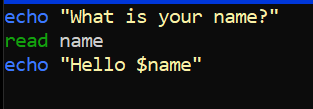 echo "What is your name?"
read name
echo "Hello $name"